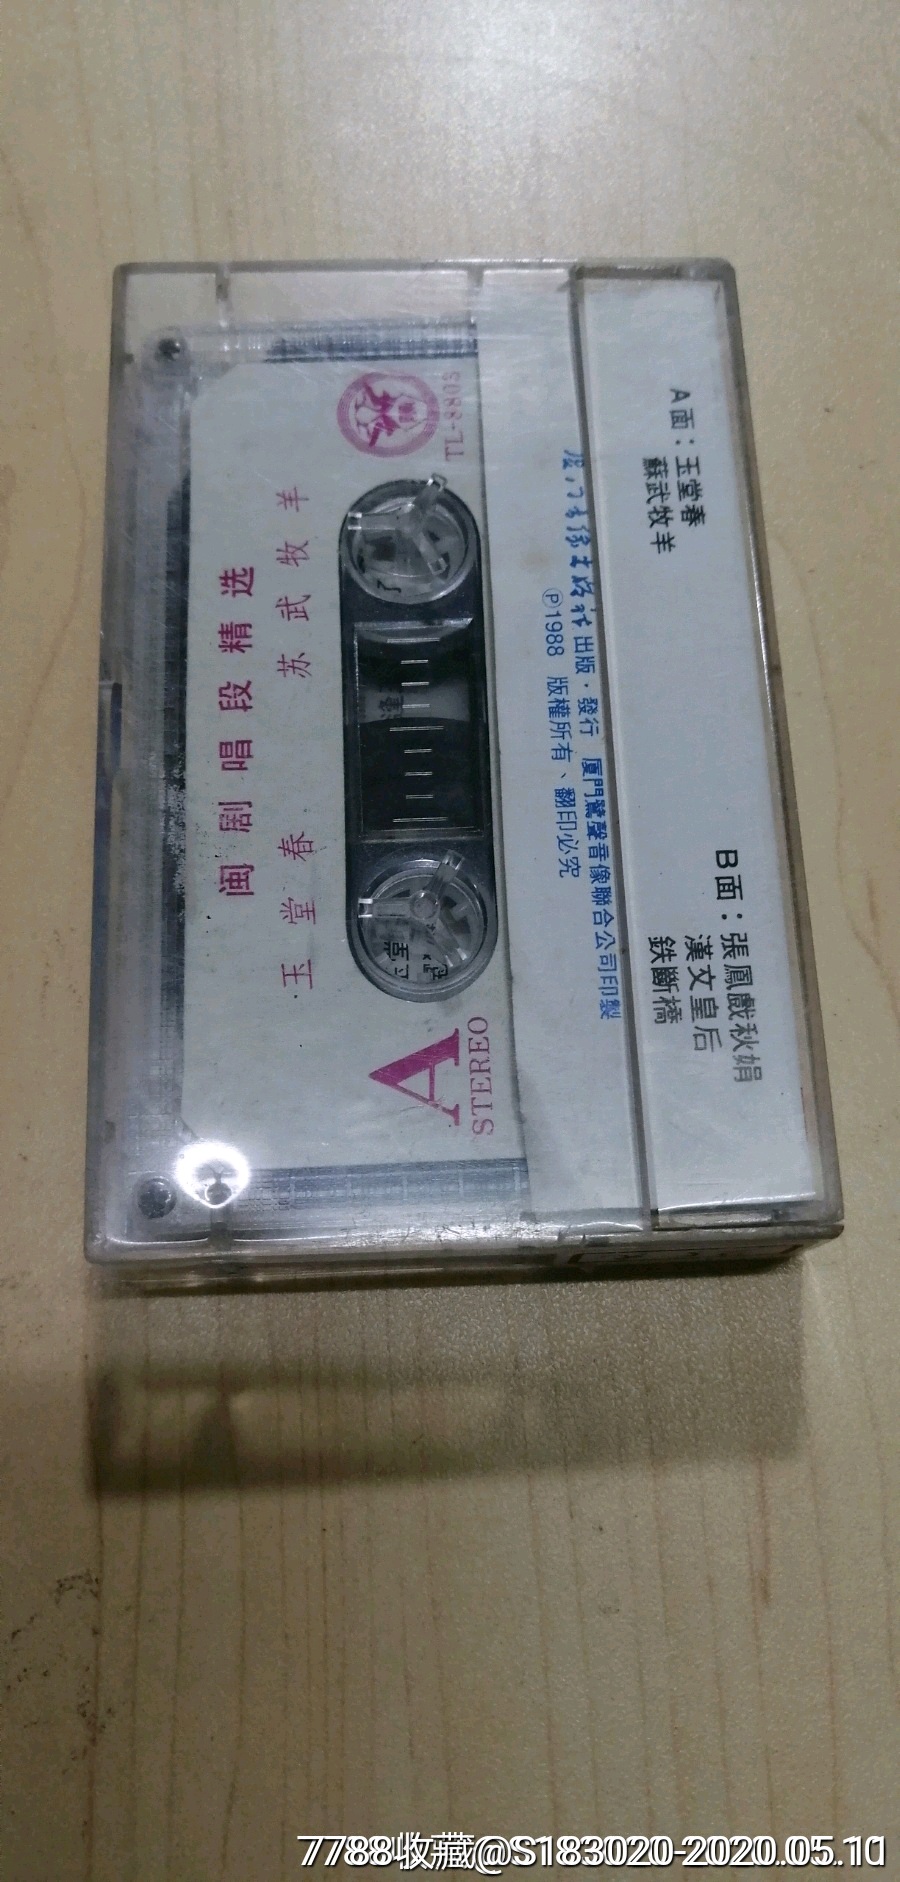 A面：玉堂春
蘇武牧羊
B面：張鳳戲秋娟
漢文皇后
鉄斷橋
出版·發行 厦門鷺聲音像聯合公司印製
Ⓟ1988 版權所有、翻印必究
TL-8805
闽剧唱段精选
玉堂春 苏武牧羊
A
STEREO
7788收藏@S183020-2020.05.10